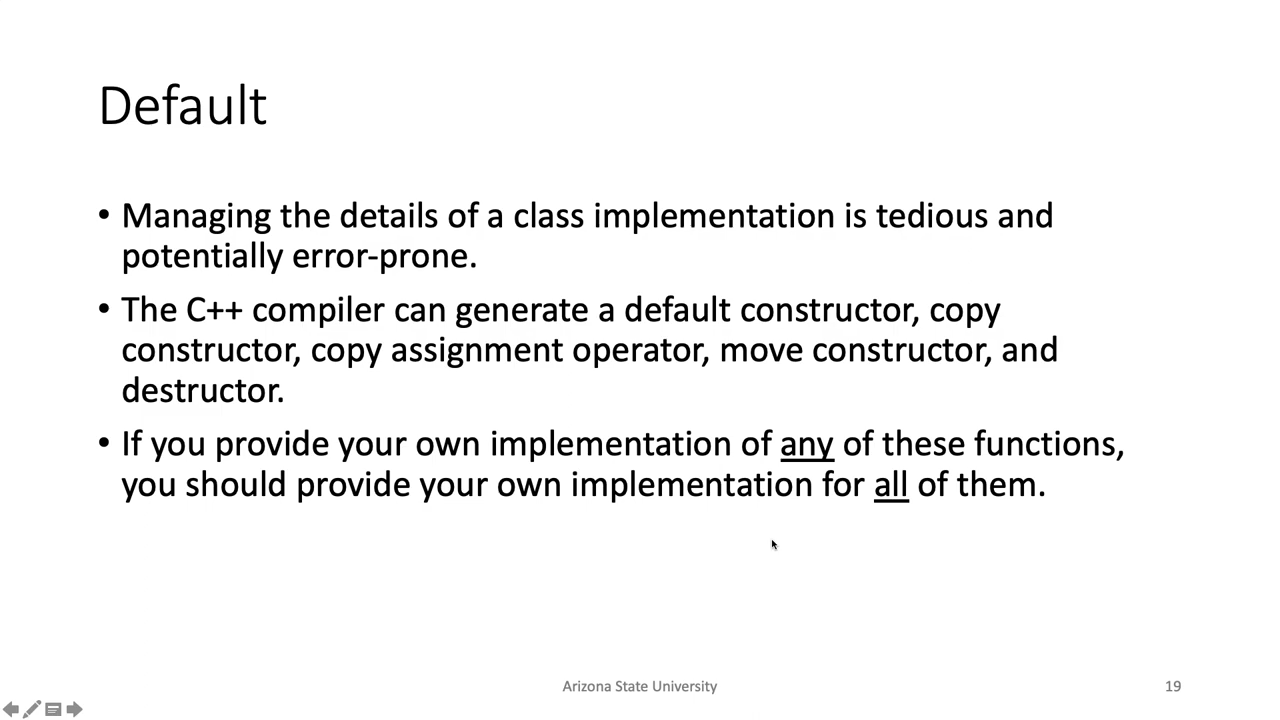 Default
• Managing the details of a class implementation is tedious and
potentially error-prone.
• The C++ compiler can generate a default constructor, copy
constructor, copy assignment operator, move constructor, and
destructor.
• If you provide your own implementation of any of these functions,
you should provide your own implementation for all of them.
Arizona State University
19